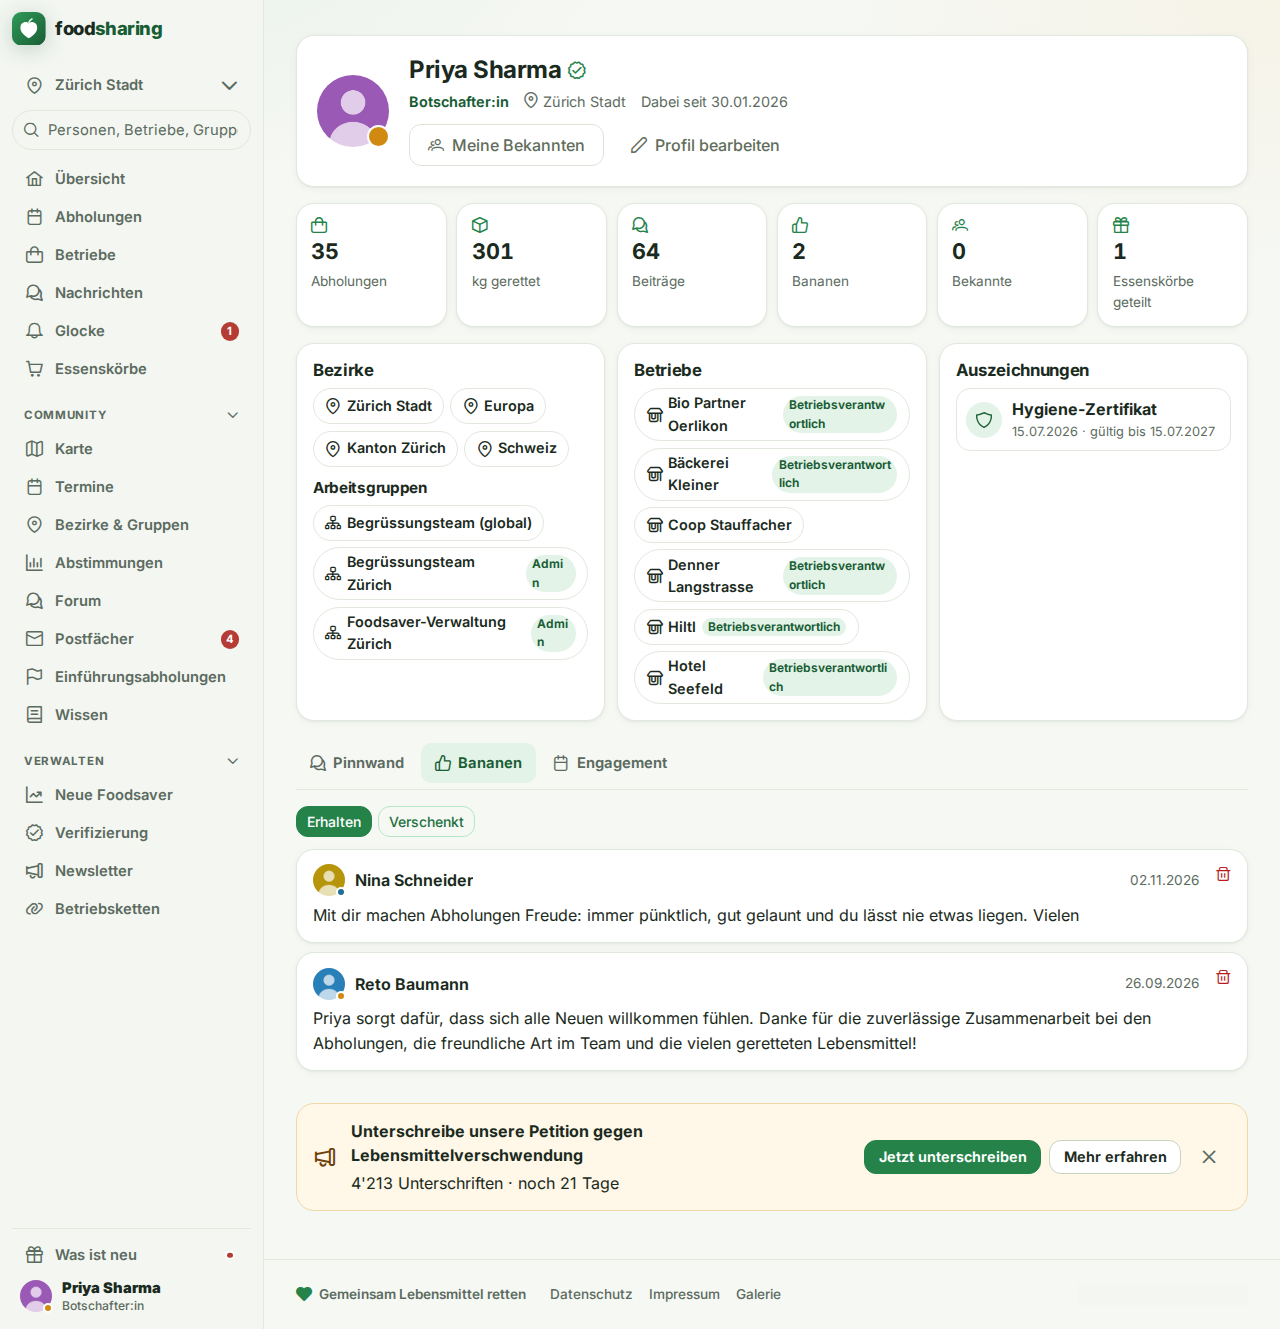 foodsharing
Zürich Stadt
Personen, Betriebe, Grupp
Übersicht
Abholungen
Betriebe
Nachrichten
Glocke 1
Essenskörbe
COMMUNITY
Karte
Termine
Bezirke & Gruppen
Abstimmungen
Forum
Postfächer 4
Einführungsabholungen
Wissen
VERWALTEN
Neue Foodsaver
Verifizierung
Newsletter
Betriebsketten
Was ist neu
Priya Sharma
Botschafter:in
Priya Sharma
Botschafter:in Zürich Stadt Dabei seit 30.01.2026
Meine Bekannten Profil bearbeiten
35
Abholungen
301
kg gerettet
64
Beiträge
2
Bananen
0
Bekannte
1
Essenskörbe
geteilt
Bezirke
Zürich Stadt Europa
Kanton Zürich Schweiz
Arbeitsgruppen
Begrüssungsteam (global)
Begrüssungsteam
Zürich
Admi
n
Foodsaver-Verwaltung
Zürich
Admi
n
Betriebe
Bio Partner
Oerlikon
Betriebsverantw
ortlich
Bäckerei
Kleiner
Betriebsverantwort
lich
Coop Stauffacher
Denner
Langstrasse
Betriebsverantw
ortlich
Hiltl Betriebsverantwortlich
Hotel
Seefeld
Betriebsverantwortli
ch
Auszeichnungen
Hygiene-Zertifikat
15.07.2026 · gültig bis 15.07.2027
Pinnwand Bananen Engagement
Erhalten Verschenkt
Nina Schneider 02.11.2026
Mit dir machen Abholungen Freude: immer pünktlich, gut gelaunt und du lässt nie etwas liegen. Vielen
Reto Baumann 26.09.2026
Priya sorgt dafür, dass sich alle Neuen willkommen fühlen. Danke für die zuverlässige Zusammenarbeit bei den
Abholungen, die freundliche Art im Team und die vielen geretteten Lebensmittel!
Unterschreibe unsere Petition gegen
Lebensmittelverschwendung
4'213 Unterschriften · noch 21 Tage
Jetzt unterschreiben Mehr erfahren
Gemeinsam Lebensmittel retten Datenschutz Impressum Galerie